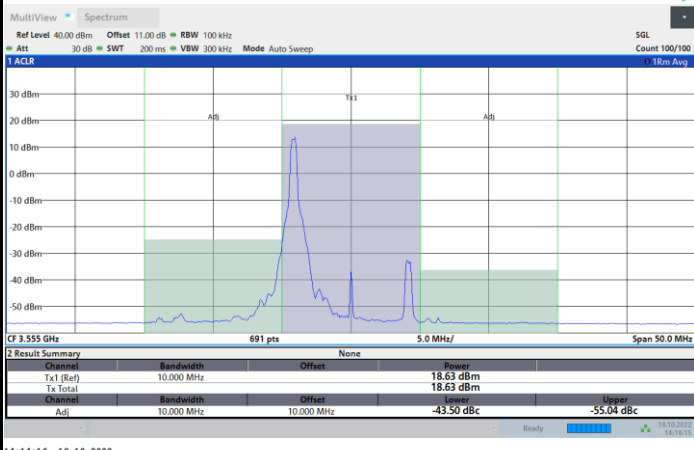 MultiView Spectrum
Ref Level 40.00 dBm Offset 11.00 dB RBW 100 kHz SGL
Att 30 dB SWT 200 ms VBW 300 kHz Mode Auto Sweep Count 100/100
1 ACLR 1Rm Avg
30 dBm
Tx1
20 dBm
Adj Adj
10 dBm
0 dBm
-10 dBm
-20 dBm
-30 dBm
-40 dBm
-50 dBm
CF 3.555 GHz 691 pts 5.0 MHz/ Span 50.0 MHz
2 Result Summary None
Channel Bandwidth Offset Power
Tx1 (Ref) 10.000 MHz 18.63 dBm
Tx Total 18.63 dBm
Channel Bandwidth Offset Lower Upper
Adj 10.000 MHz 10.000 MHz -43.50 dBc -55.04 dBc
Ready 19.10.2022
14:14:15